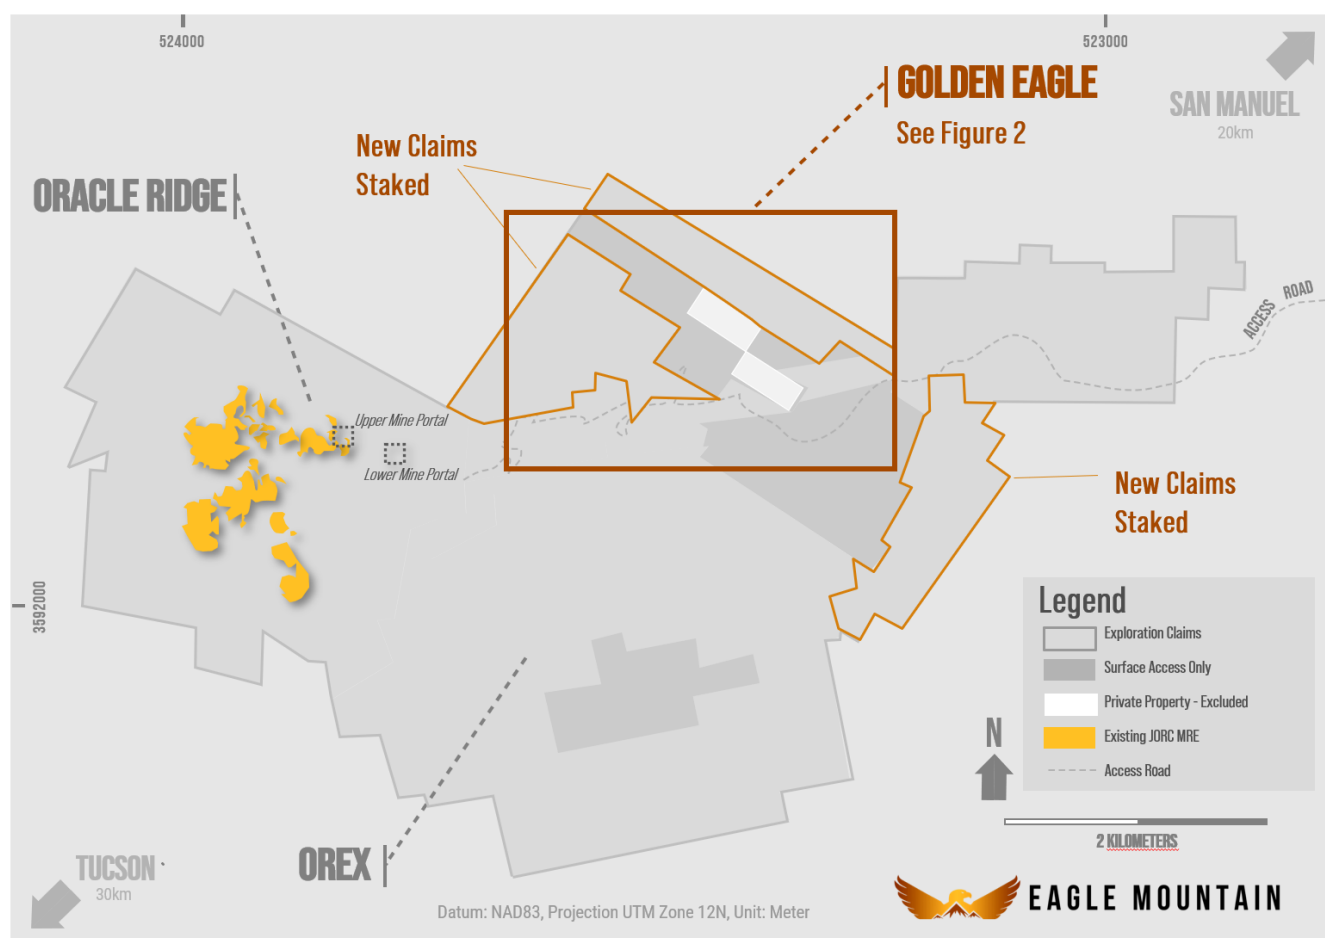 524000
523000
GOLDEN EAGLE
See Figure 2
SAN MANUEL
20km
New Claims
Staked
ORACLE RIDGE
ACCESS ROAD
Upper Mine Portal
Lower Mine Portal
New Claims
Staked
3592000
Legend
Exploration Claims
Surface Access Only
Private Property - Excluded
Existing JORC MRE
Access Road
N
2 KILOMETERS
OREX
TUCSON
30km
EAGLE MOUNTAIN
Datum: NAD83, Projection UTM Zone 12N, Unit: Meter